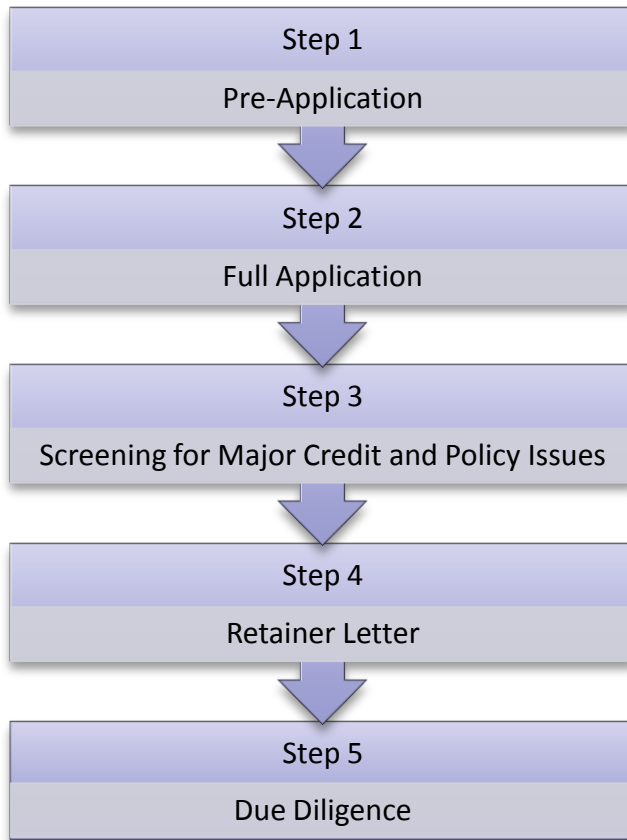 Step 1
Pre-Application
Step 2
Full Application
Step 3
Screening for Major Credit and Policy Issues
Step 4
Retainer Letter
Step 5
Due Diligence